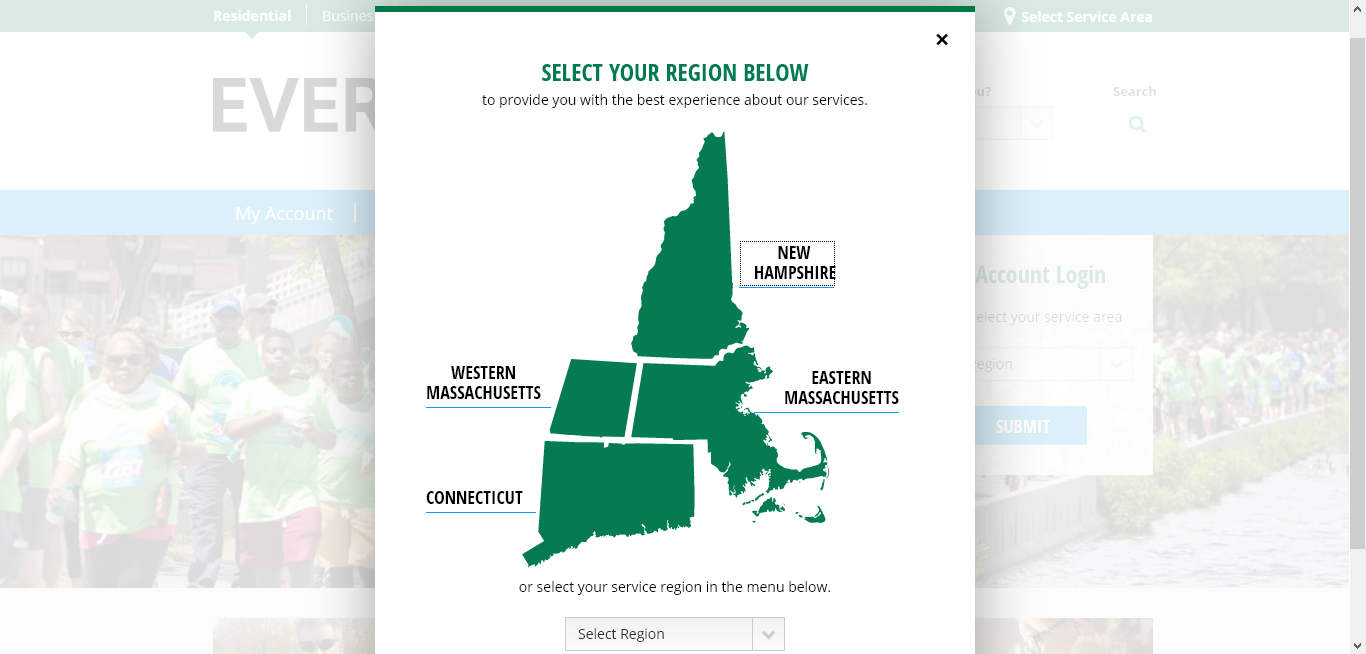 Residential
Busines
Select Service Area
EVER
ou?
Search
My Account
SELECT YOUR REGION BELOW
to provide you with the best experience about our services.
NEW
HAMPSHIRE
WESTERN
MASSACHUSETTS
EASTERN
MASSACHUSETTS
CONNECTICUT
or select your service region in the menu below.
Select Region
Account Login
elect your service area
egion
SUBMIT